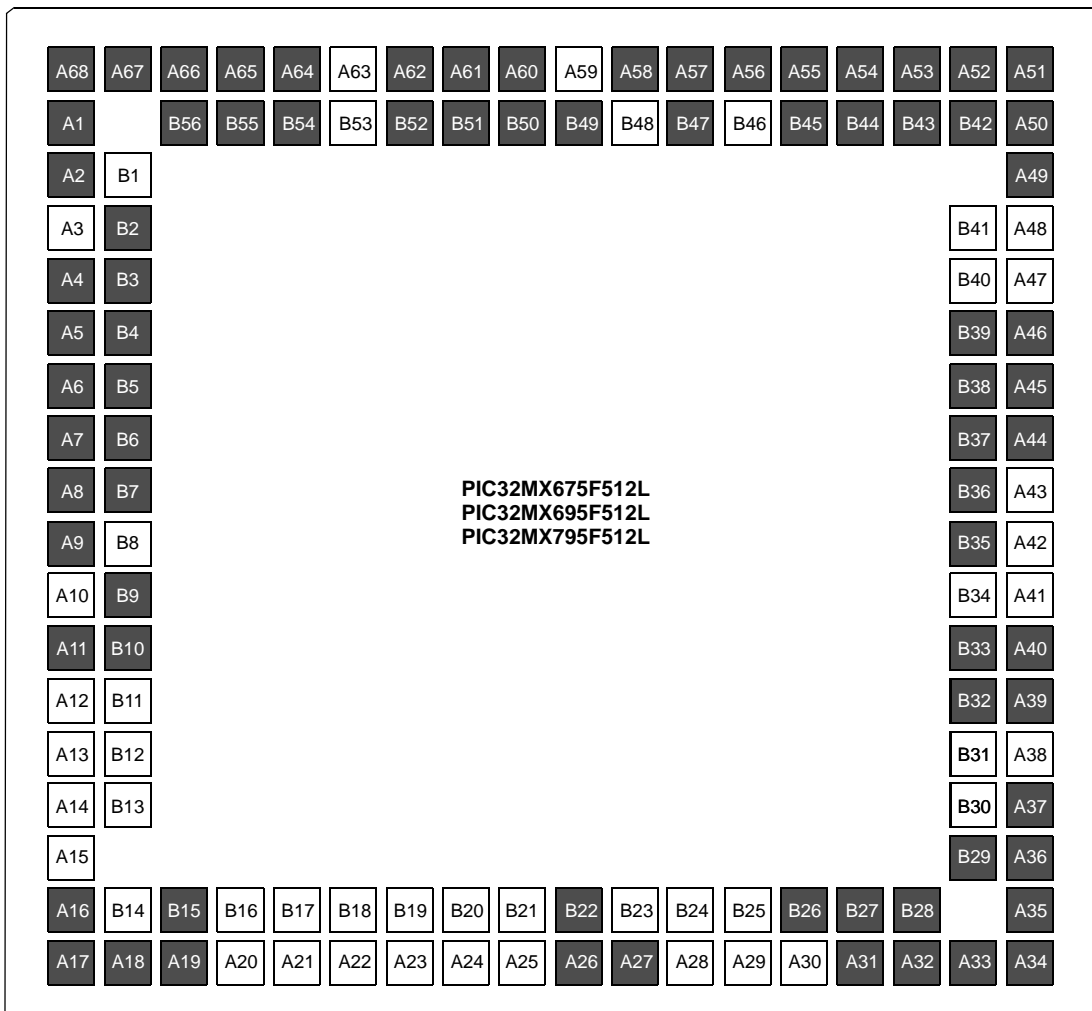 A68 A67 A66 A65 A64 A63 A62 A61 A60 A59 A58 A57 A56 A55 A54 A53 A52 A51
A1 B56 B55 B54 B53 B52 B51 B50 B49 B48 B47 B46 B45 B44 B43 B42 A50
A2 B1 A49
A3 B2 B41 A48
A4 B3 B40 A47
A5 B4 B39 A46
A6 B5 B38 A45
A7 B6 B37 A44
A8 B7 B36 A43
PIC32MX675F512L
PIC32MX695F512L
PIC32MX795F512L
A9 B8 B35 A42
A10 B9 B34 A41
A11 B10 B33 A40
A12 B11 B32 A39
A13 B12 B31 A38
A14 B13 B30 A37
A15 B29 A36
A16 B14 B15 B16 B17 B18 B19 B20 B21 B22 B23 B24 B25 B26 B27 B28 A35
A17 A18 A19 A20 A21 A22 A23 A24 A25 A26 A27 A28 A29 A30 A31 A32 A33 A34